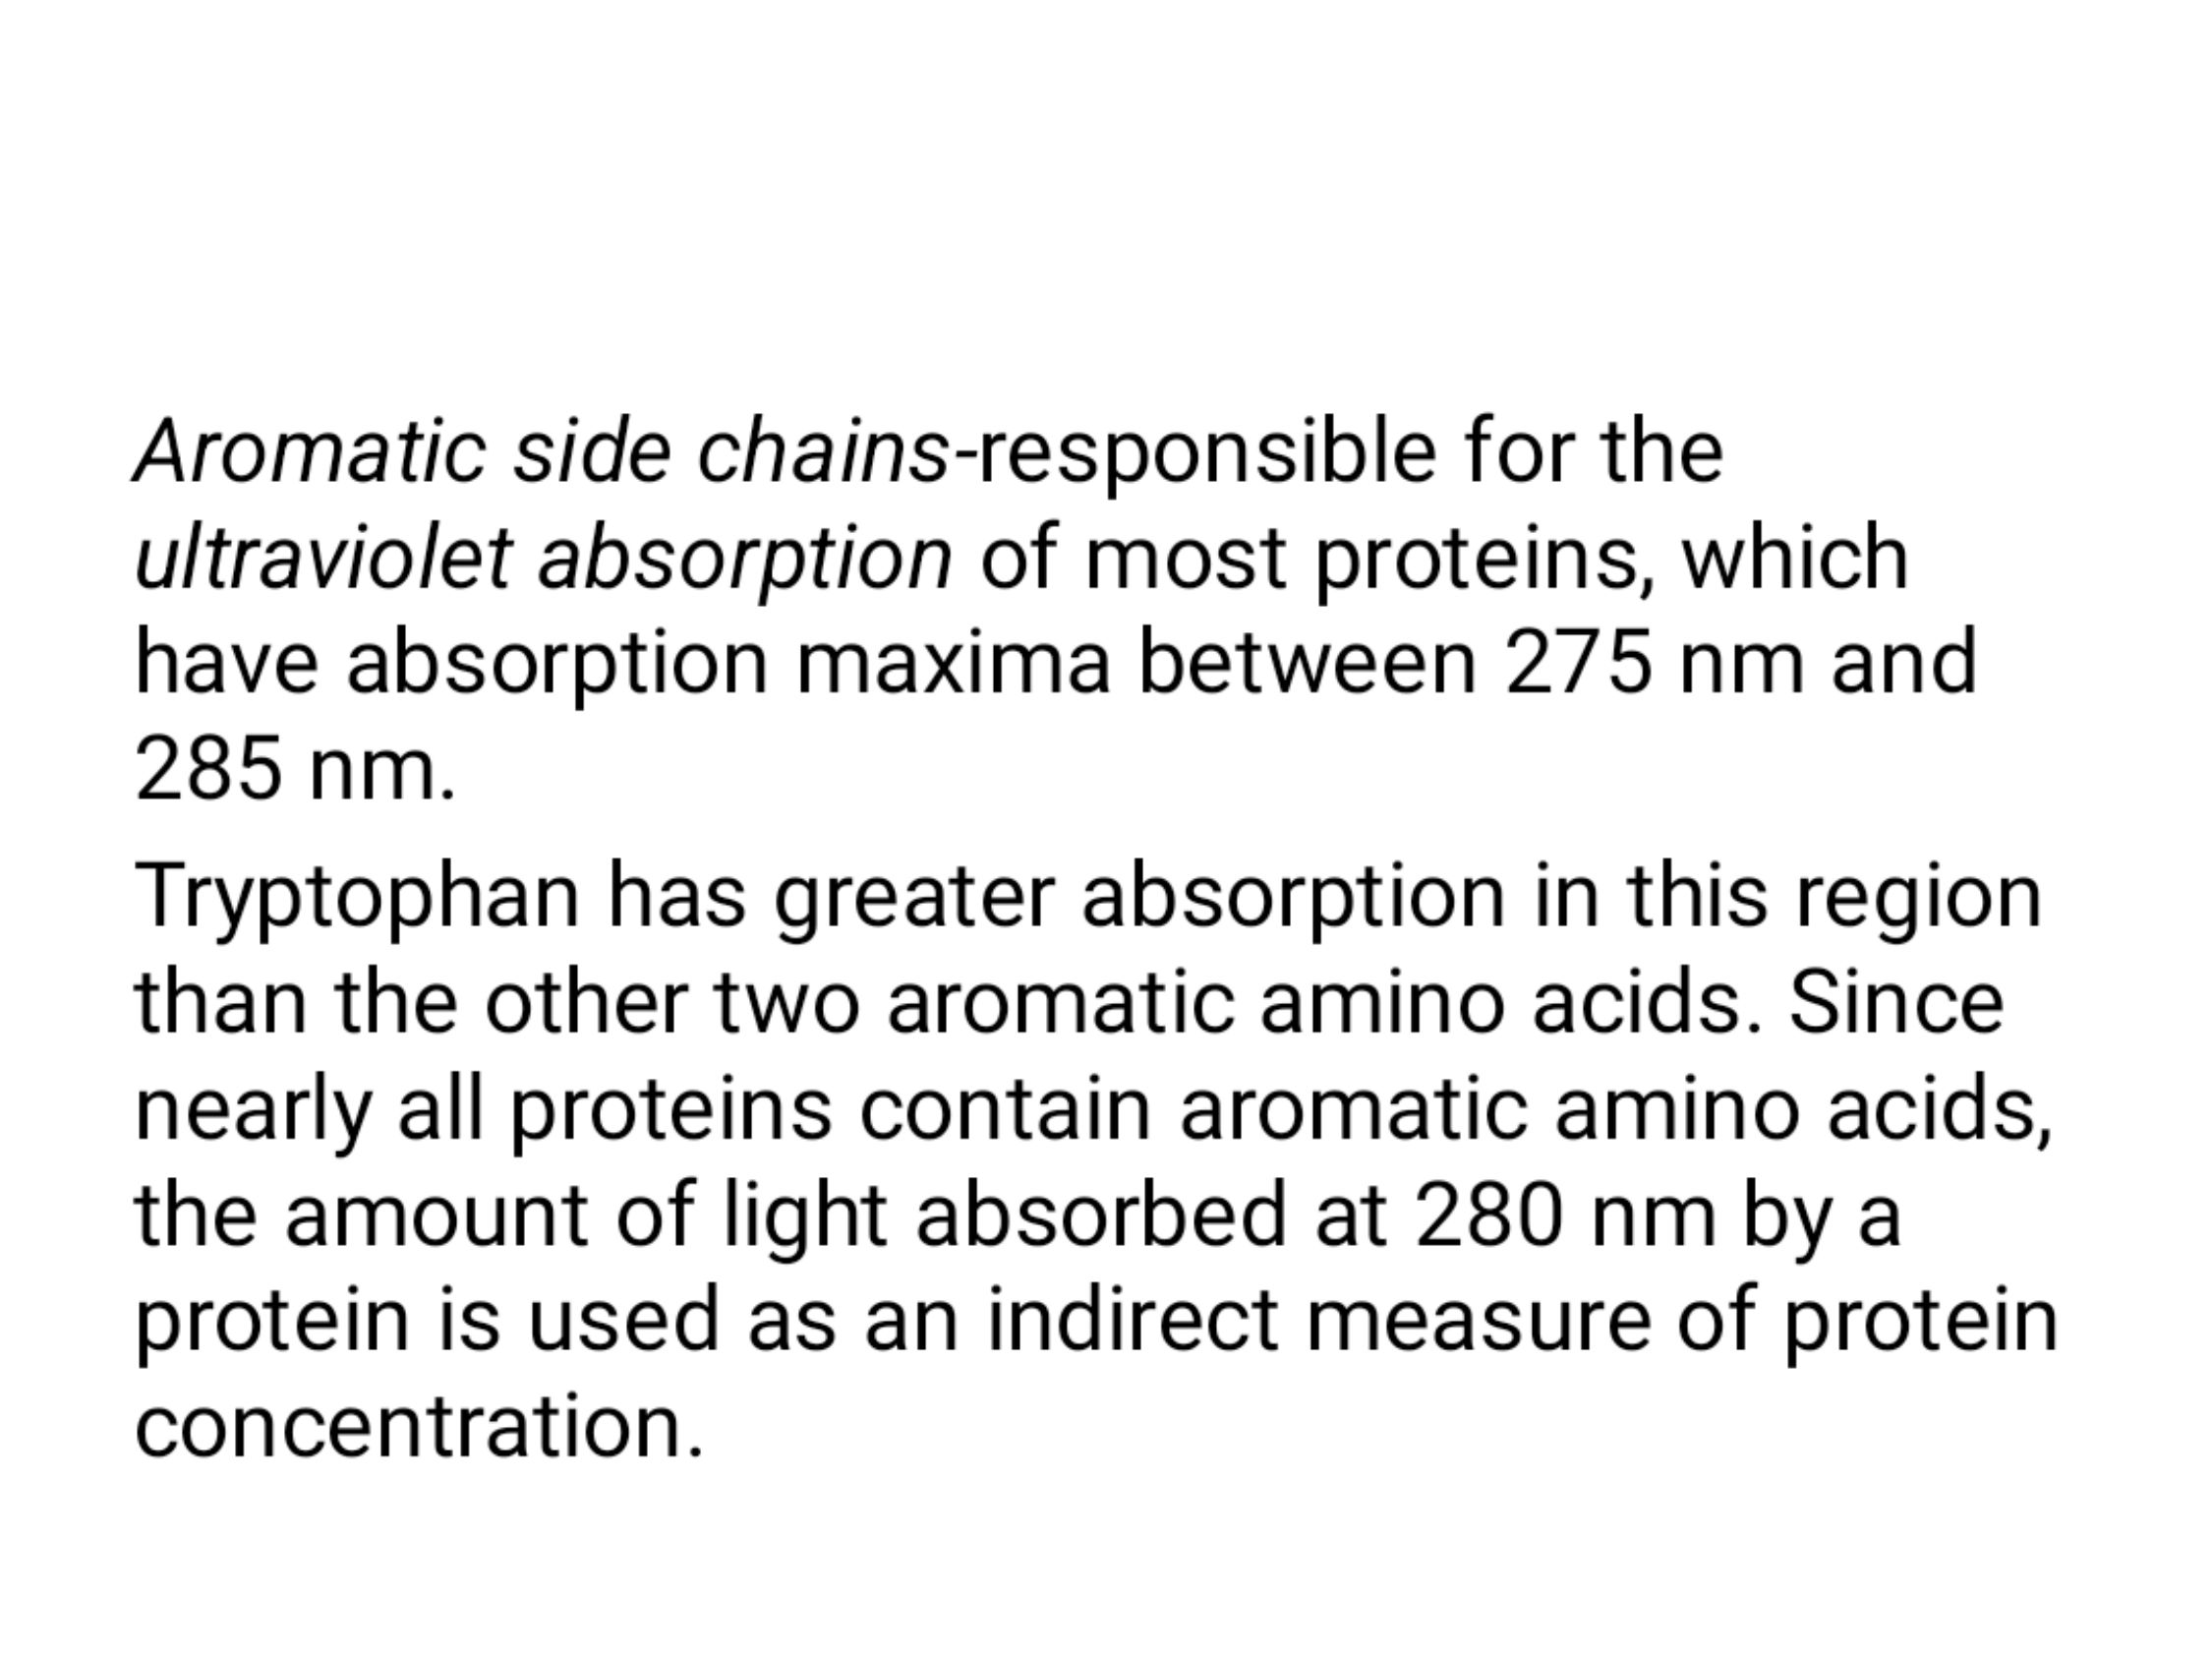 Aromatic side chains-responsible for the
ultraviolet absorption of most proteins, which
have absorption maxima between 275 nm and
285 nm.
Tryptophan has greater absorption in this region
than the other two aromatic amino acids. Since
nearly all proteins contain aromatic amino acids,
the amount of light absorbed at 280 nm by a
protein is used as an indirect measure of protein
concentration.